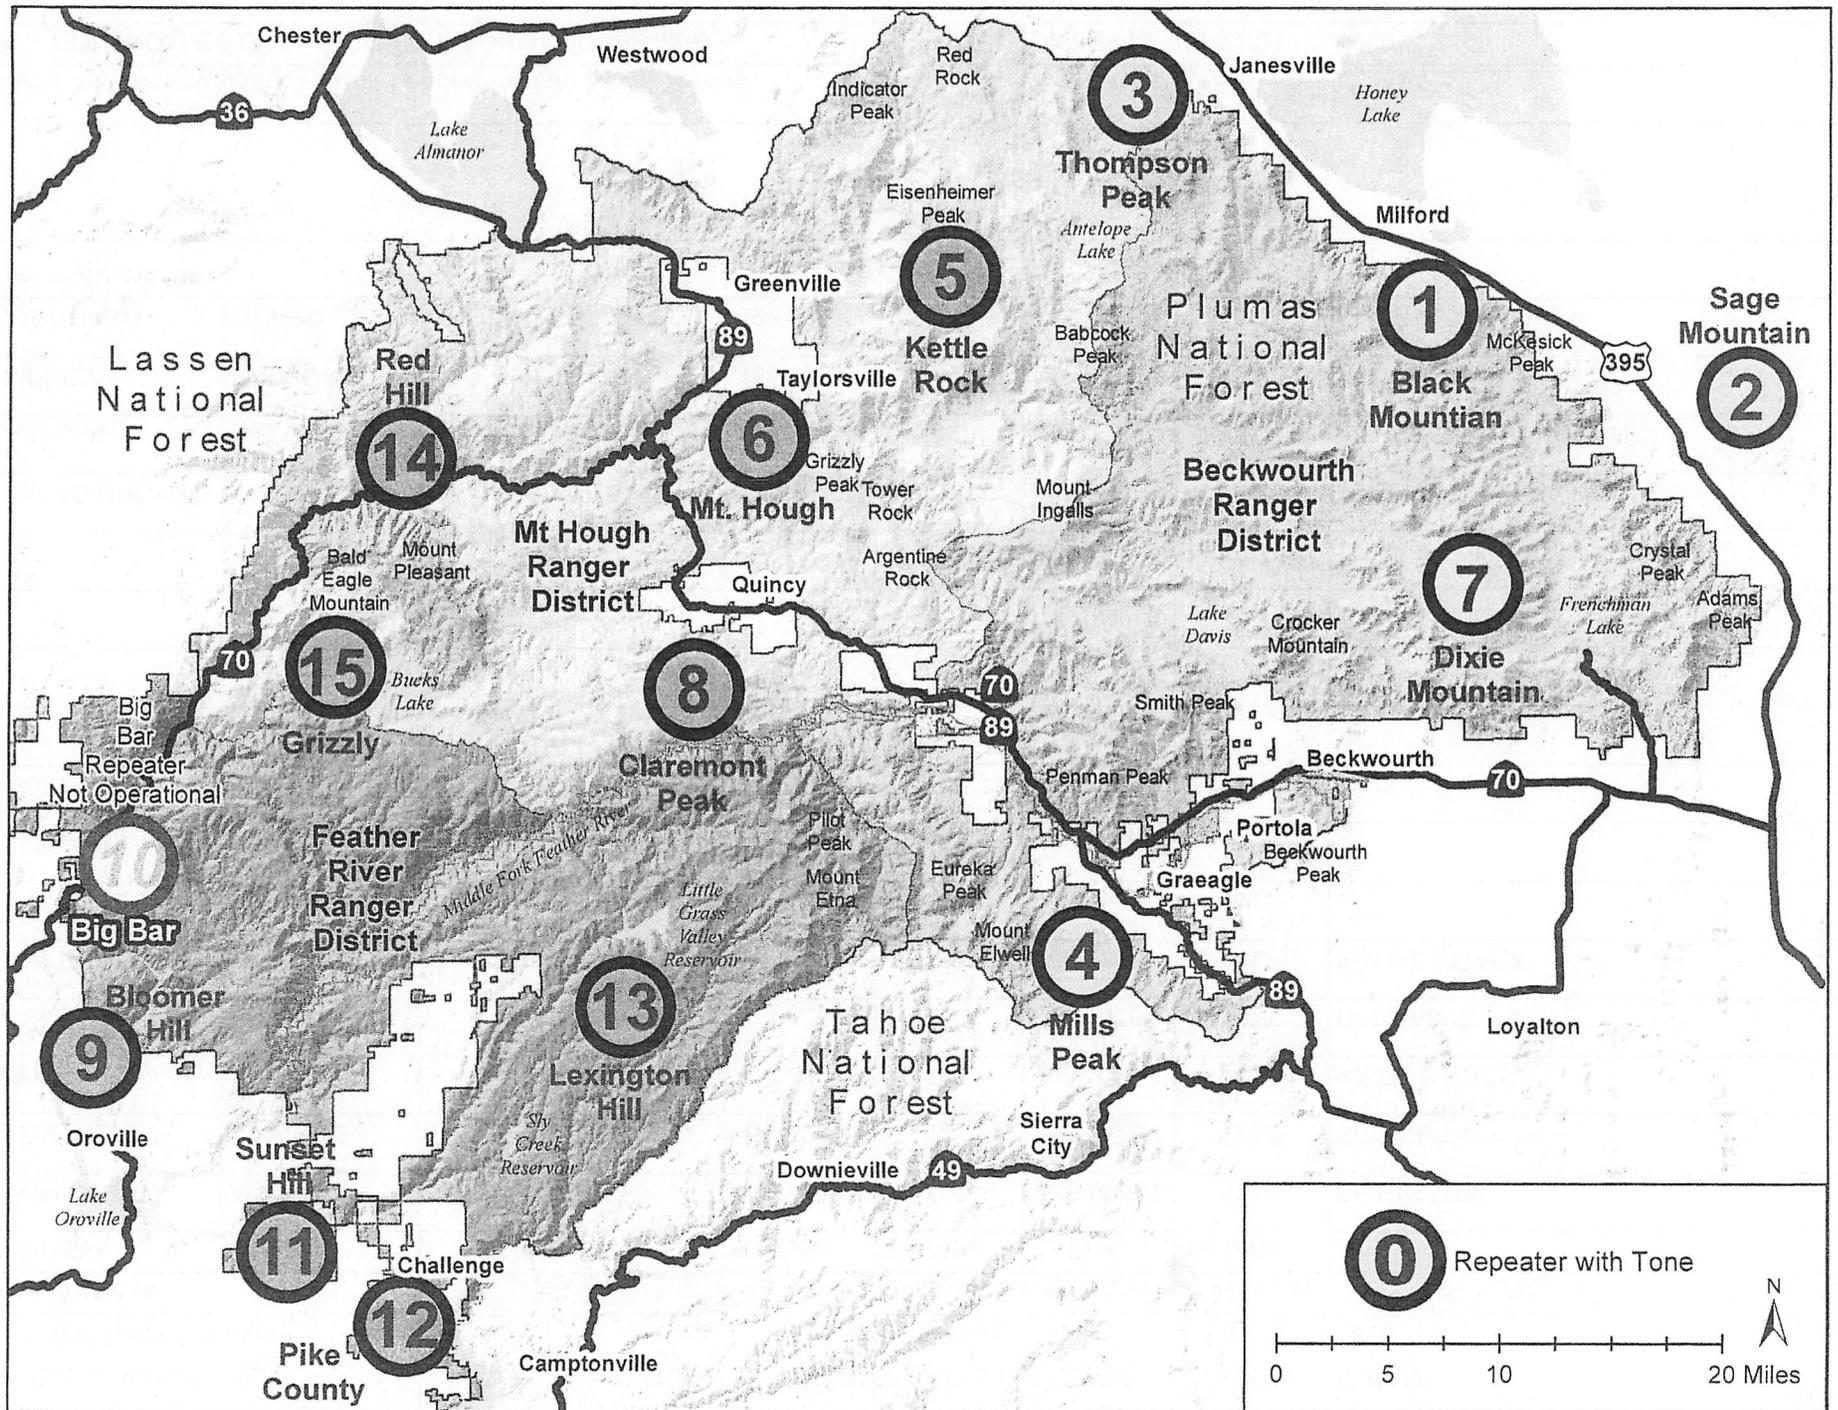 Chester
Westwood
36
Lake
Almanor
Red
Rock
Indicator
Peak
3
Thompson
Peak
Janesville
Honey
Lake
Eisenheimer
Peak
Antelope
Lake
Milford
5
Kettle
Rock
Greenville
89
Plumas
National
Forest
1
Black
Mountian
McKesick
Peak
395
Sage
Mountain
2
Babcock
Peak
Lassen
National
Forest
Red
Hill
14
Taylorsville
6
Mt. Hough
Grizzly
Peak
Tower
Rock
Mount
Ingalls
Beckwourth
Ranger
District
Mt Hough
Ranger
District
Bald
Eagle
Mountain
Mount
Pleasant
Argentine
Rock
Quincy
7
Dixie
Mountain
Crystal
Peak
Adams
Peak
Frenchman
Lake
Lake
Davis
Crocker
Mountain
70
15
Grizzly
Bucks
Lake
8
Claremont
Peak
70
89
Smith Peak
Big
Bar
Repeater
Not Operational
10
Big Bar
Beckwourth
70
Penman Peak
Feather
River
Ranger
District
Middle Fork Feather River
Pilot
Peak
Mount
Etna
Little
Grass
Valley
Reservoir
Eureka
Peak
Portola
Beckwourth
Peak
Graeagle
Mount
Elwell
4
Mills
Peak
89
Bloomer
Hill
9
13
Lexington
Hill
Tahoe
National
Forest
Loyalton
Oroville
Lake
Oroville
Sunset
Hill
11
Sly
Creek
Reservoir
Sierra
City
Downieville
49
Challenge
12
Pike
County
Camptonville
0
Repeater with Tone
N
0 5 10 20 Miles